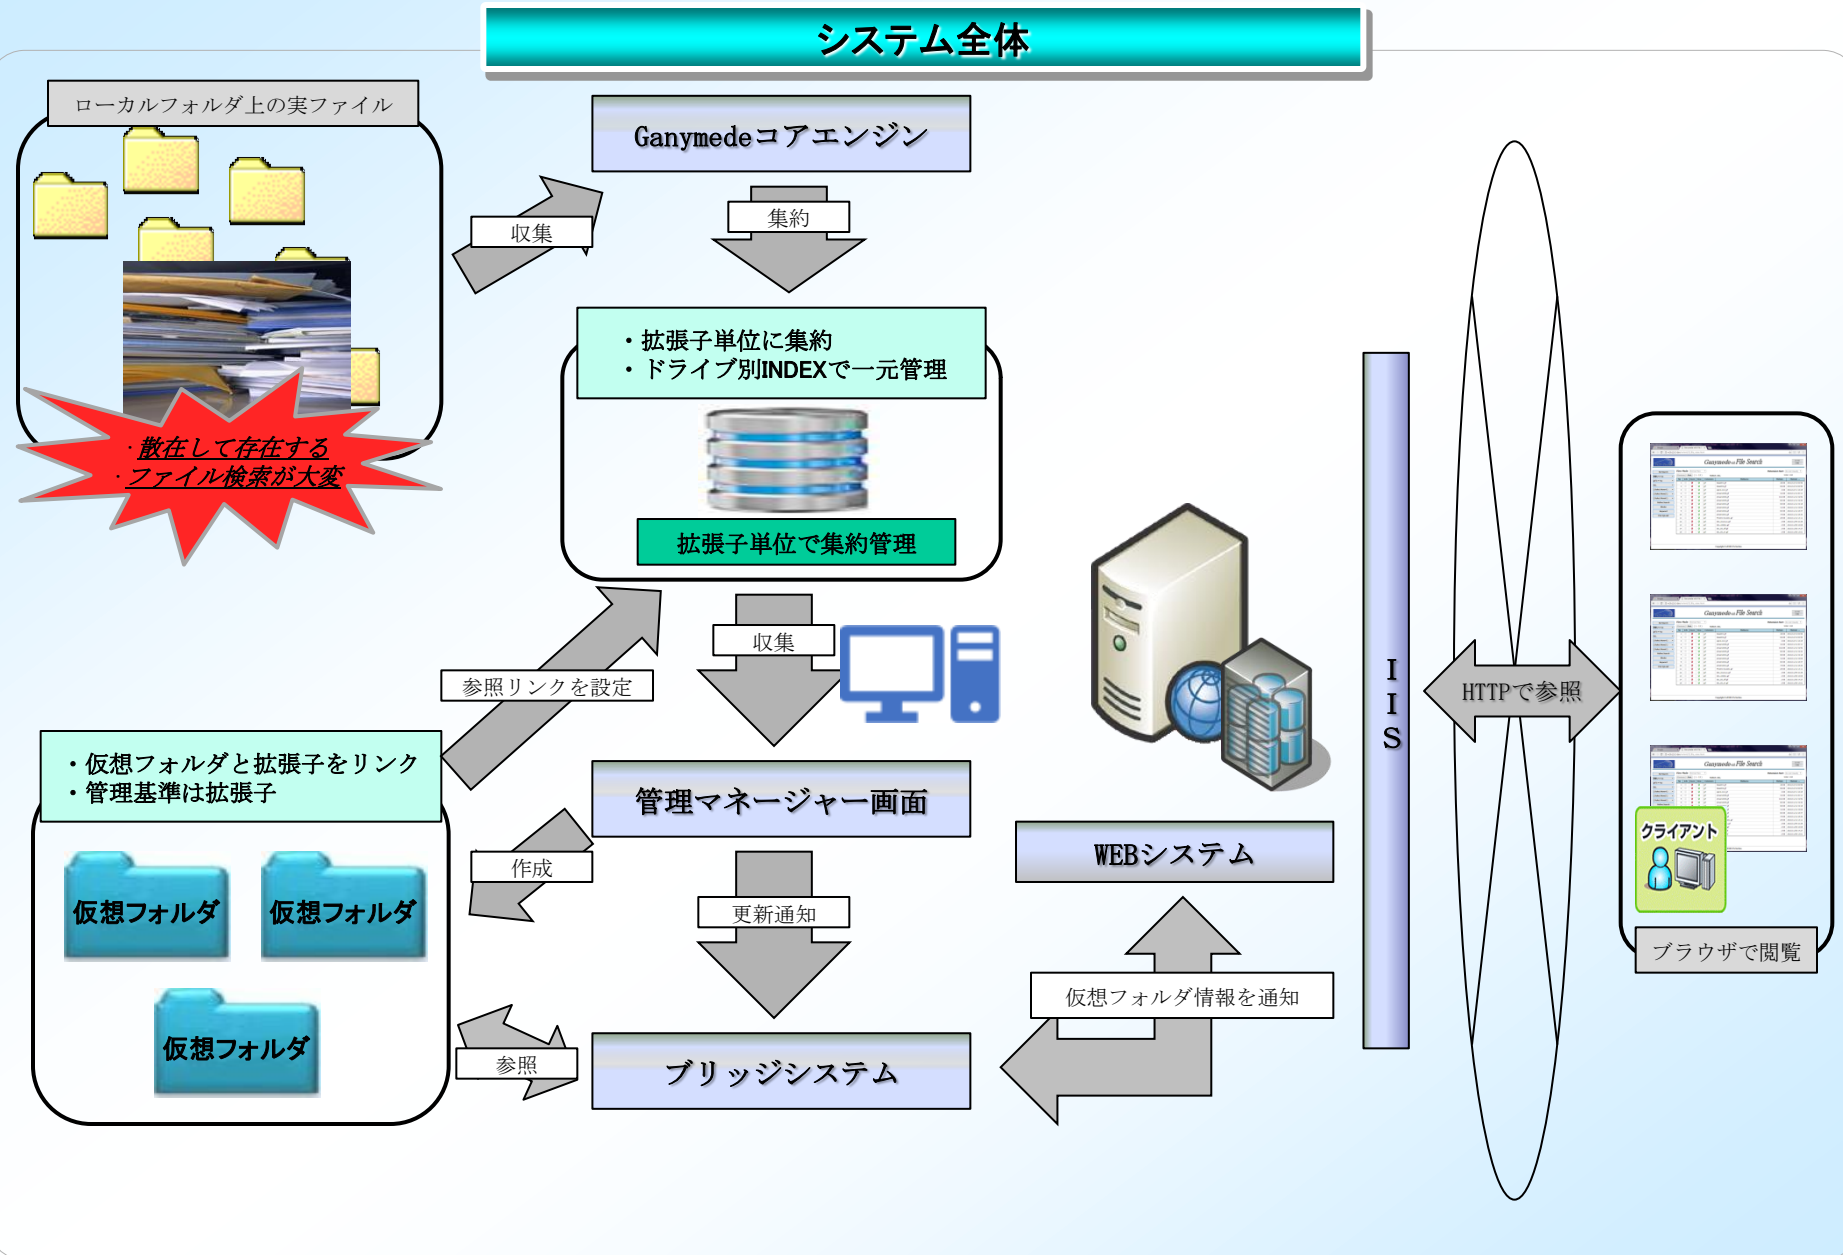 システム全体
ローカルフォルダ上の実ファイル
・散在して存在する
・ファイル検索が大変
収集
Ganymedeコアエンジン
集約
・拡張子単位に集約
・ドライブ別INDEXで一元管理
拡張子単位で集約管理
収集
参照リンクを設定
・仮想フォルダと拡張子をリンク
・管理基準は拡張子
仮想フォルダ
仮想フォルダ
仮想フォルダ
作成
参照
管理マネージャー画面
更新通知
ブリッジシステム
WEBシステム
仮想フォルダ情報を通知
IIS
HTTPで参照
Ganymede File Search
Ganymede File Search
Ganymede File Search
クライアント
ブラウザで閲覧